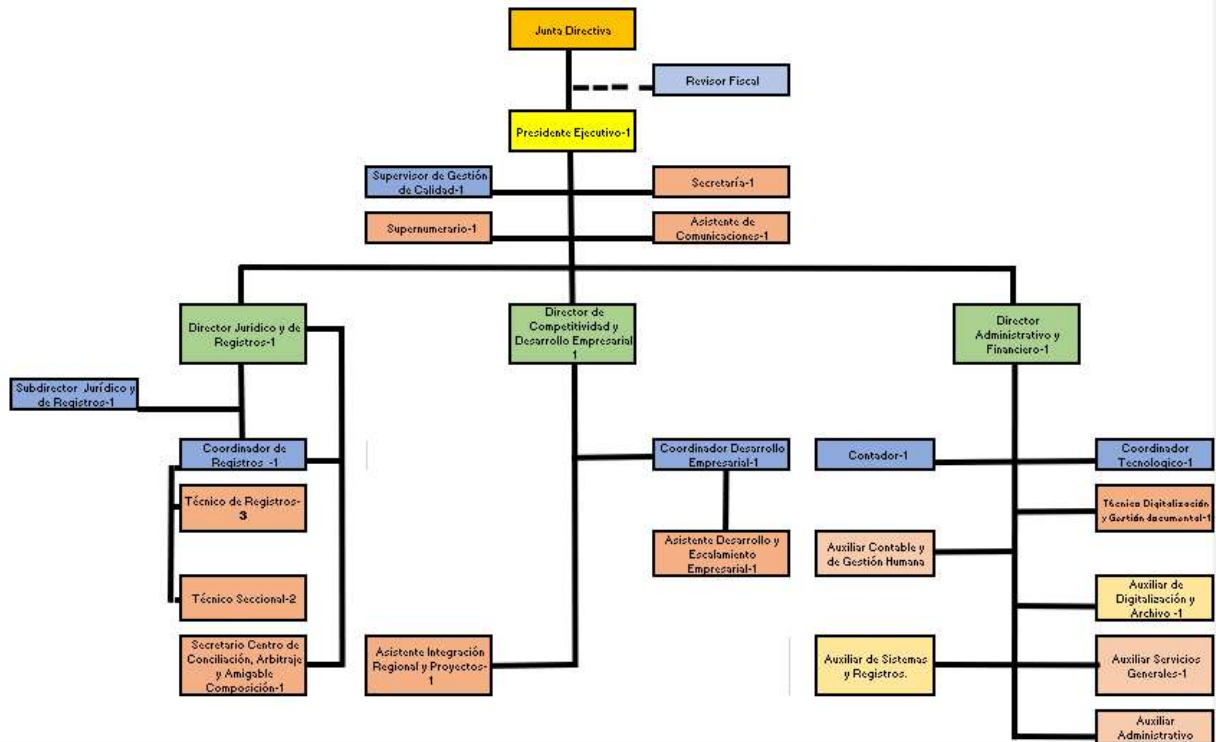 Junta Directiva
Revisor Fiscal
Presidente Ejecutivo-1
Supervisor de Gestión
de Calidad-1
Secretaría-1
Supernumerario-1
Asistente de
Comunicaciones-1
Director Jurídico y de
Registros-1
Director de
Competitividad y
Desarrollo Empresarial
1
Director
Administrativo y
Financiero-1
Subdirector Jurídico y
de Registros-1
Coordinador de
Registros -1
Coordinador Desarrollo
Empresarial-1
Contador-1
Coordinador
Tecnologico-1
Técnico de Registros-
3
Técnico Digitalización
y Gestión documental-1
Asistente Desarrollo y
Escalamiento
Empresarial-1
Auxiliar Contable y
de Gestión Humana
Técnico Seccional-2
Auxiliar de
Digitalización y
Archivo -1
Secretario Centro de
Conciliación, Arbitraje
y Amigable
Composición-1
Asistente Integración
Regional y Proyectos-
1
Auxiliar de Sistemas
y Registros.
Auxiliar Servicios
Generales-1
Auxiliar
Administrativo